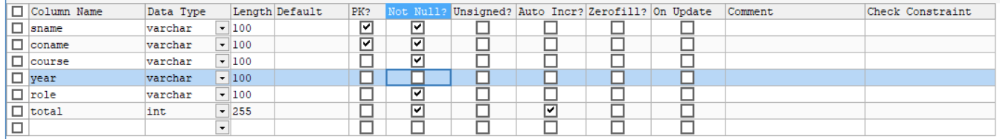 Column Name Data Type Length Default PK? Not Null? Unsigned? Auto Incr? Zerofill? On Update Comment Check Constraint
sname varchar 100
coname varchar 100
course varchar 100
year varchar 100
role varchar 100
total int 255